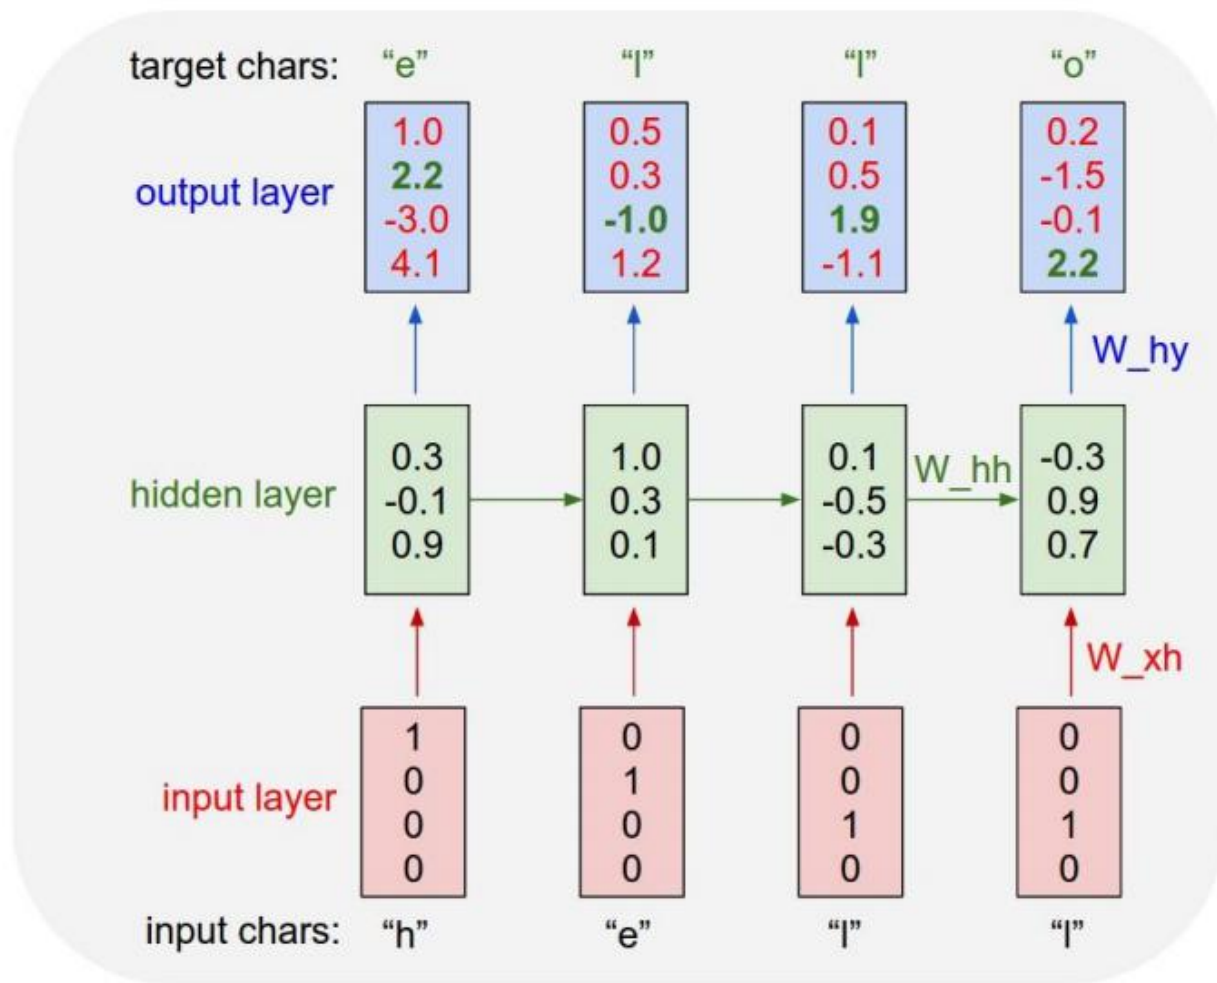 target chars: “e” “l” “l” “o”
1.0 0.5 0.1 0.2
output layer 2.2 0.3 0.5 -1.5
-3.0 -1.0 1.9 -0.1
4.1 1.2 -1.1 2.2
W_hy
0.3 1.0 0.1 W_hh -0.3
hidden layer -0.1 0.3 -0.5 0.9
0.9 0.1 -0.3 0.7
W_xh
1 0 0 0
input layer 0 1 0 0
0 0 1 1
0 0 0 0
input chars: “h” “e” “l” “l”